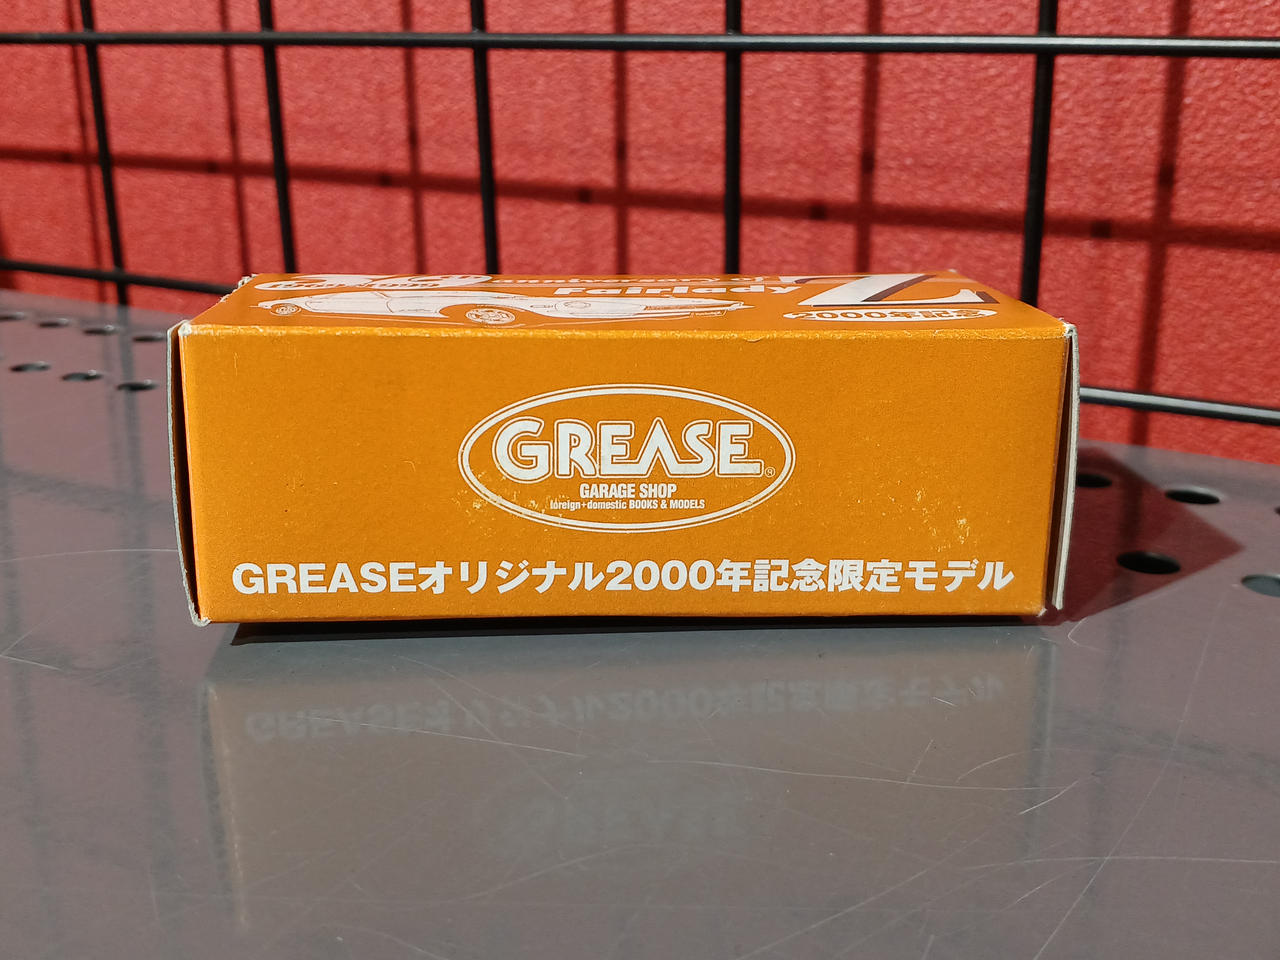 Fairlady Z
2000年記念
GREASE®
GARAGE SHOP
foreign+domestic BOOKS & MODELS
GREASEオリジナル2000年記念限定モデル